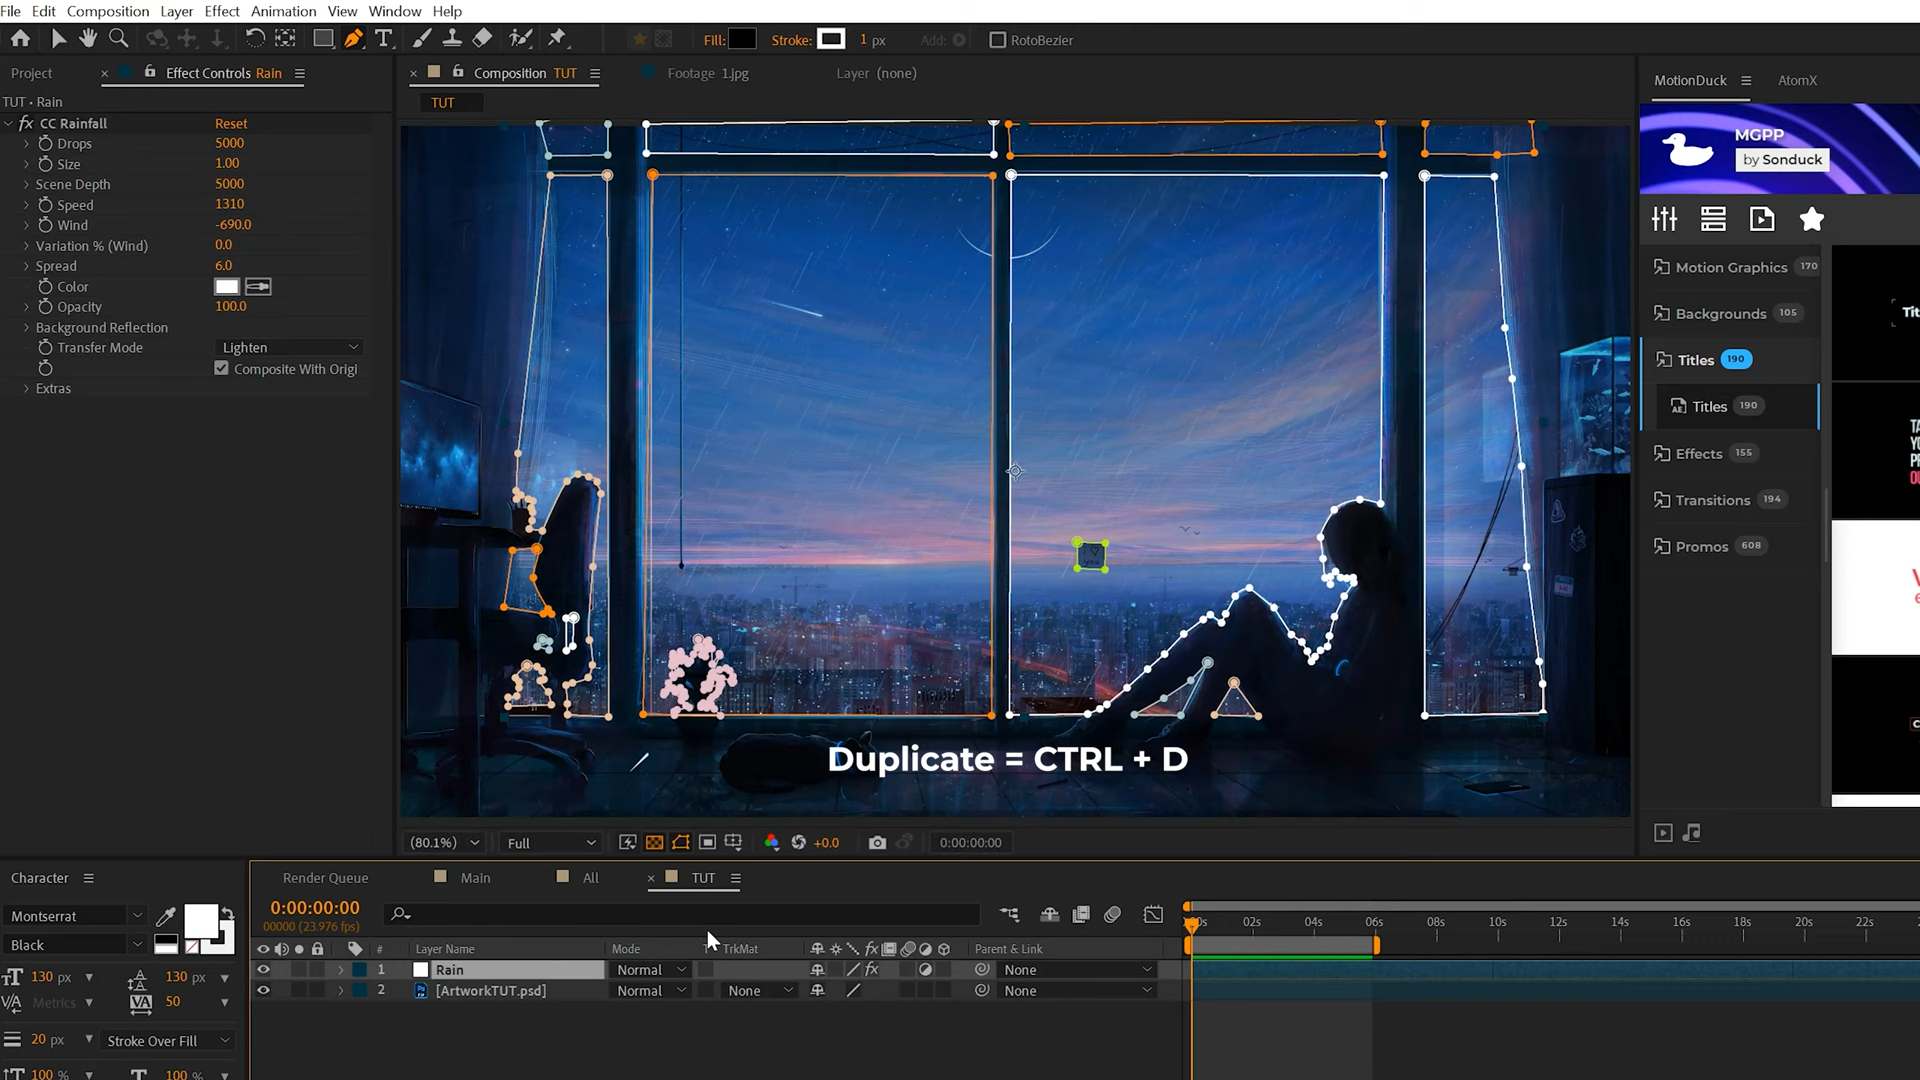 File Edit Composition Layer Effect Animation View Window Help
Fill: Stroke: 1 px Add: RotoBezier
Project Effect Controls Rain
TUT • Rain
fx CC Rainfall Reset
Drops 5000
Size 1.00
Scene Depth 5000
Speed 1310
Wind -690.0
Variation % (Wind) 0.0
Spread 6.0
Color
Opacity 100.0
Background Reflection
Transfer Mode Lighten
Composite With Origi
Extras
Composition TUT Footage 1.jpg Layer (none)
TUT
Duplicate = CTRL + D
(80.1%) Full +0.0 0:00:00:00
MotionDuck AtomX
MGPP
by Sonduck
Motion Graphics 170
Backgrounds 105
Titles 190
Titles 190
Effects 155
Transitions 194
Promos 608
Character
Montserrat
Black
130 px 130 px
Metrics 50
20 px Stroke Over Fill
100 % 100 %
Render Queue Main All TUT
0:00:00:00
00000 (23.976 fps)
# Layer Name Mode T TrkMat fx Parent & Link
1 Rain Normal fx None
2 [ArtworkTUT.psd] Normal None None
02s 04s 06s 08s 10s 12s 14s 16s 18s 20s 22s